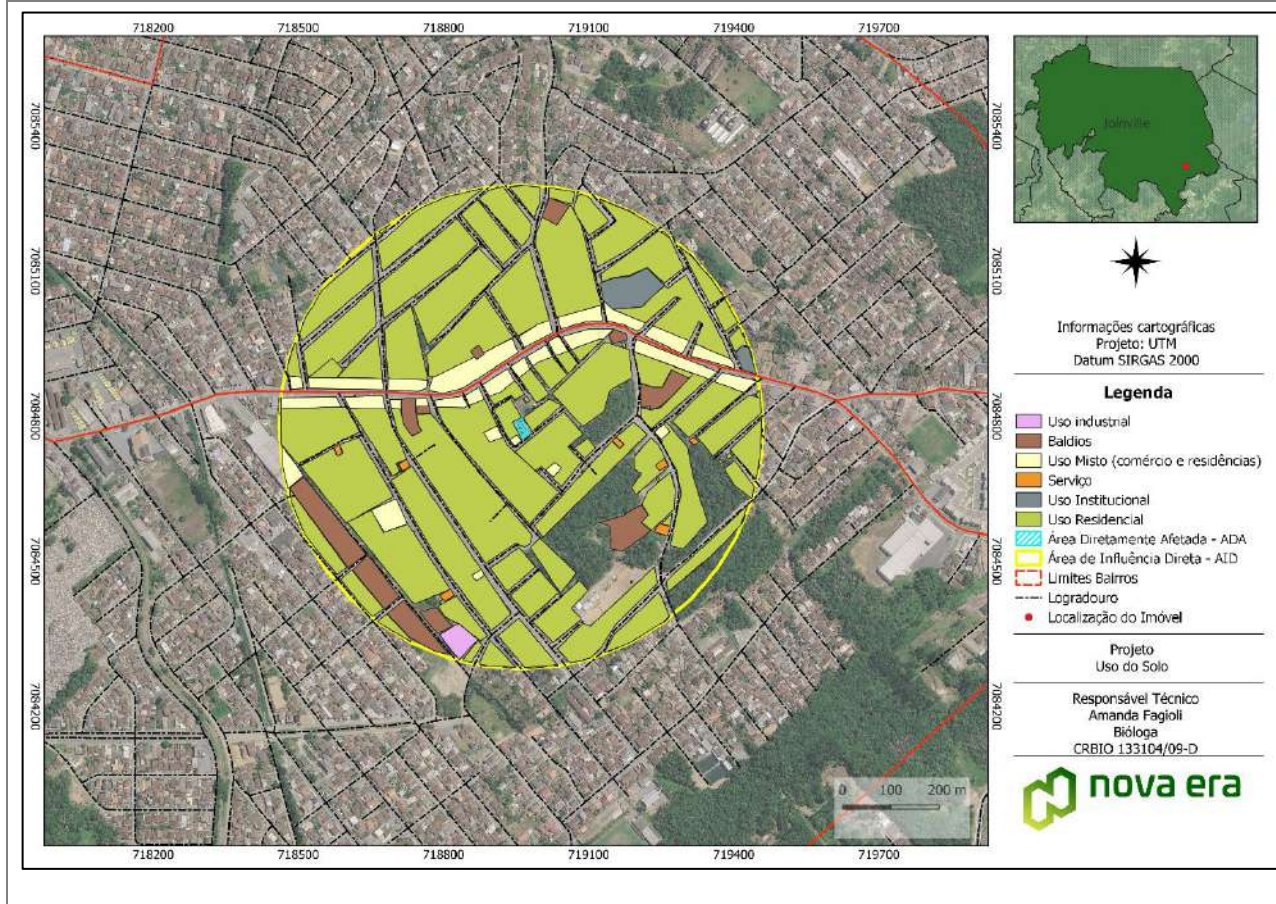 718200 718500 718800 719100 719400 719700
7085400
7085100
7084800
7084500
7084200
7085400
7085100
7084800
7084500
7084200
718200 718500 718800 719100 719400 719700
0 100 200 m
Joinville
Informações cartográficas
Projeto: UTM
Datum SIRGAS 2000
Legenda
Uso industrial
Baldios
Uso Misto (comércio e residências)
Serviço
Uso Institucional
Uso Residencial
Área Diretamente Afetada - ADA
Área de Influência Direta - AID
Limites Bairros
Logradouro
Localização do Imóvel
Projeto
Uso do Solo
Responsável Técnico
Amanda Fagioli
Bióloga
CRBIO 133104/09-D
nova era